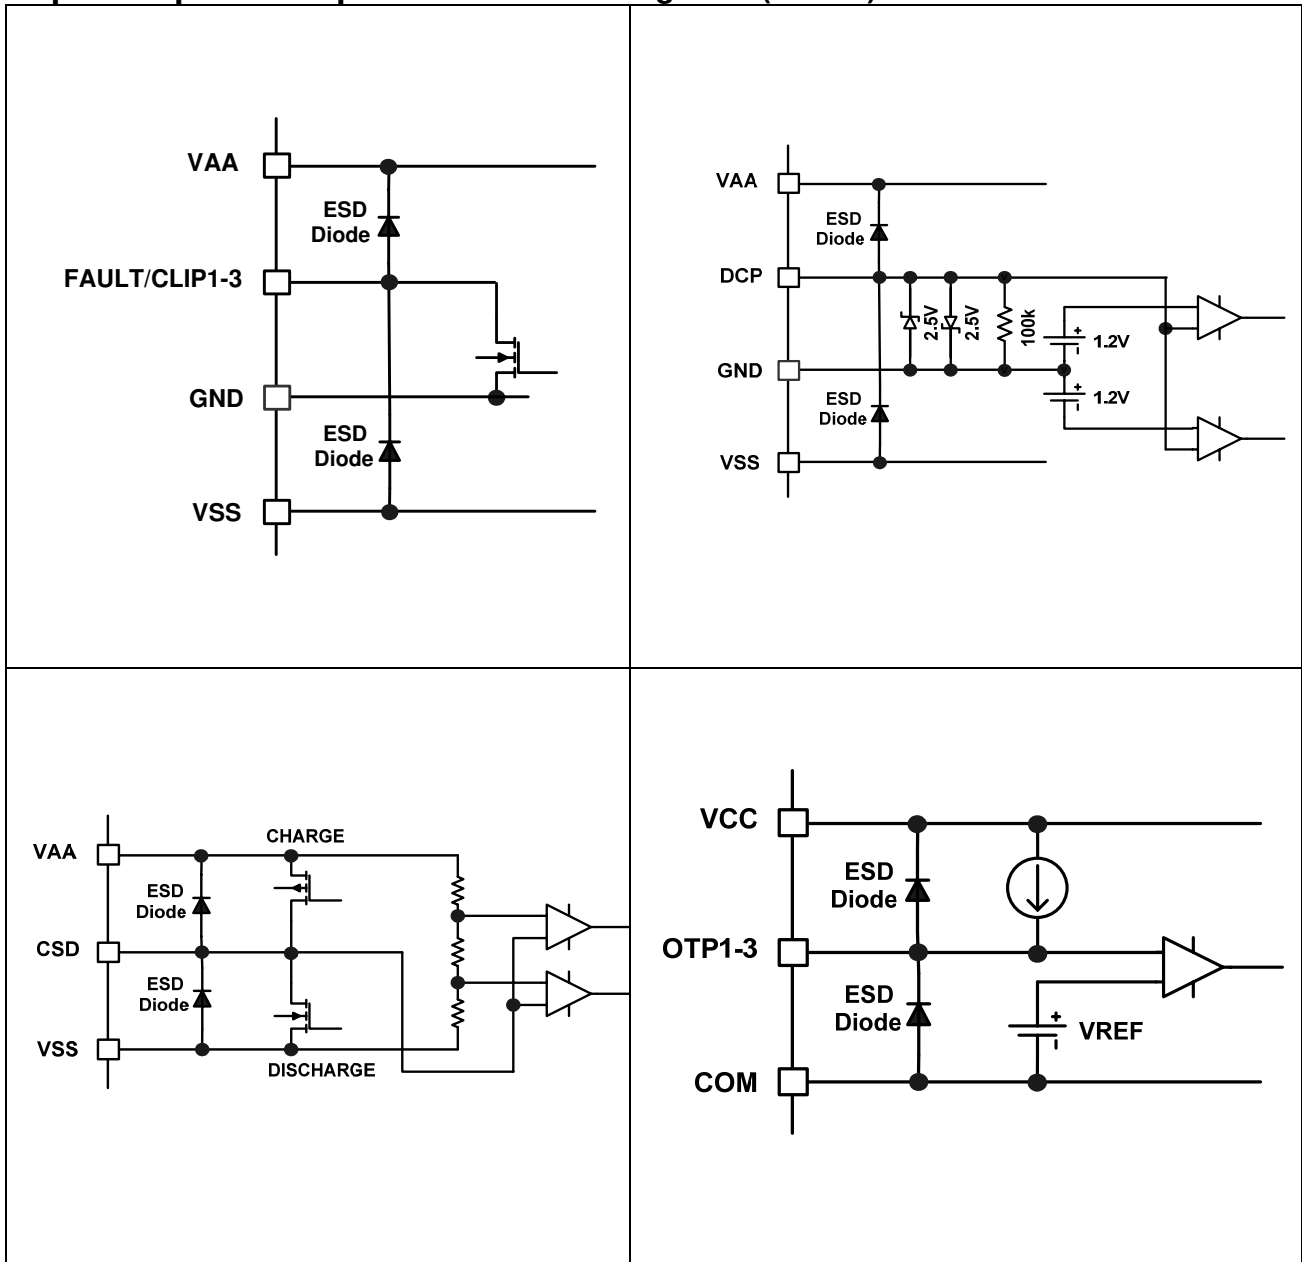 VAA
ESD
Diode
FAULT/CLIP1-3
GND
ESD
Diode
VSS
VAA
ESD
Diode
DCP
2.5V
2.5V
100k
1.2V
GND
1.2V
ESD
Diode
VSS
CHARGE
VAA
ESD
Diode
CSD
ESD
Diode
VSS
DISCHARGE
VCC
ESD
Diode
OTP1-3
ESD
Diode
VREF
COM